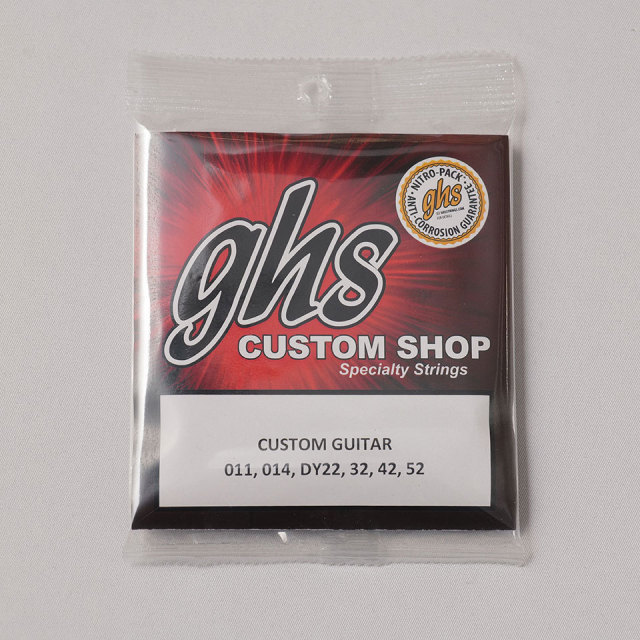 NITRO-PACK
ghs
ANTI-CORROSION GUARANTEE
ghs
CUSTOM SHOP
Specialty Strings
CUSTOM GUITAR
011, 014, DY22, 32, 42, 52